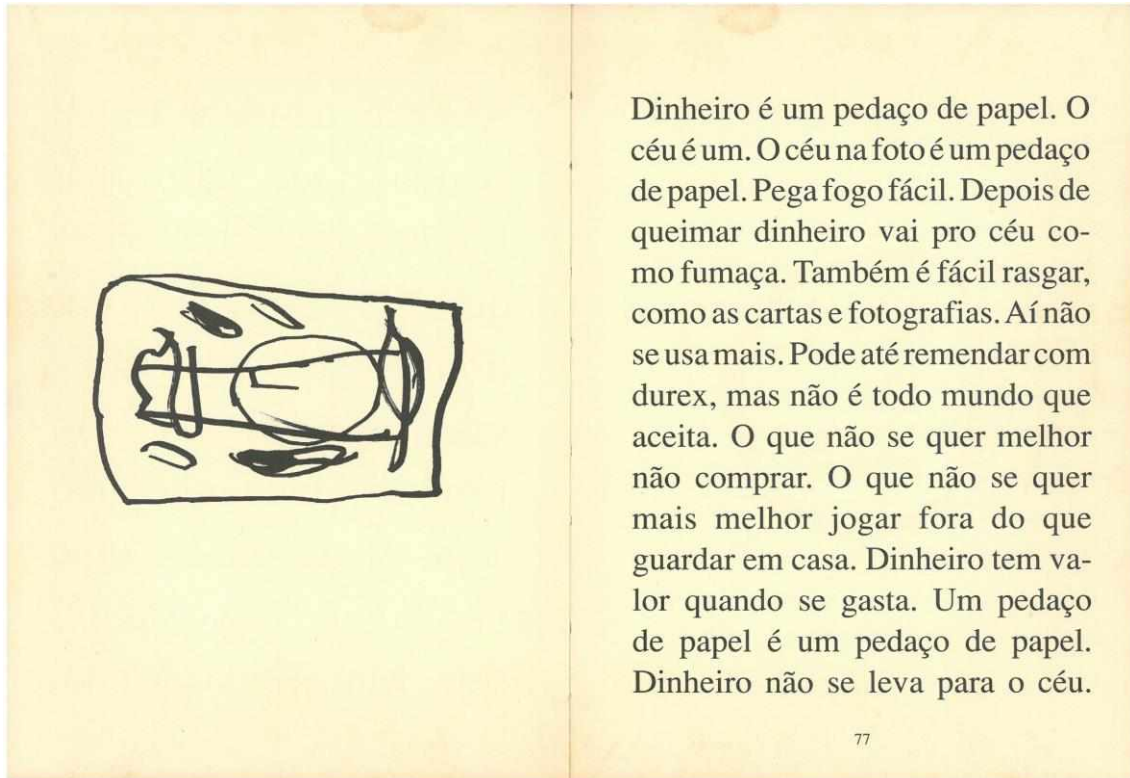 Dinheiro é um pedaço de papel. O
céu é um. O céu na foto é um pedaço
de papel. Pega fogo fácil. Depois de
queimar dinheiro vai pro céu co-
mo fumaça. Também é fácil rasgar,
como as cartas e fotografias. Aí não
se usa mais. Pode até remendar com
durex, mas não é todo mundo que
aceita. O que não se quer melhor
não comprar. O que não se quer
mais melhor jogar fora do que
guardar em casa. Dinheiro tem va-
lor quando se gasta. Um pedaço
de papel é um pedaço de papel.
Dinheiro não se leva para o céu.
77